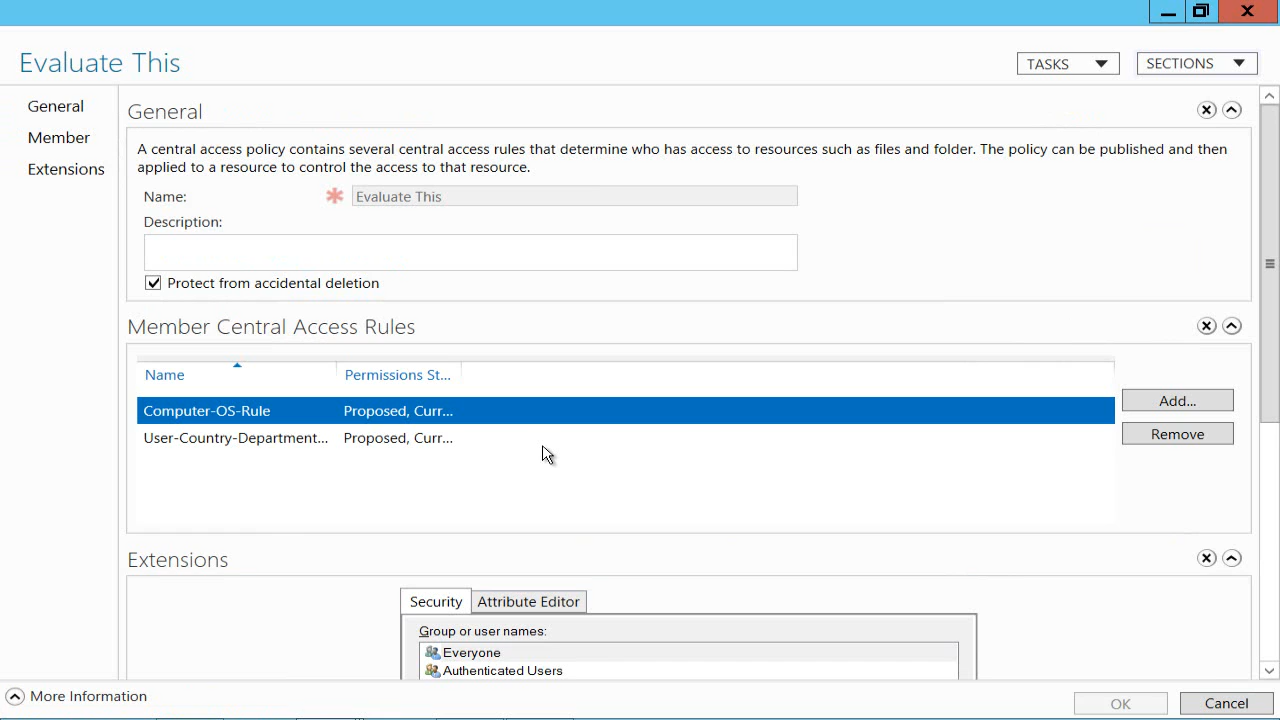 Evaluate This
TASKS
SECTIONS
General
Member
Extensions
General
A central access policy contains several central access rules that determine who has access to resources such as files and folder. The policy can be published and then
applied to a resource to control the access to that resource.
Name:
Evaluate This
Description:
Protect from accidental deletion
Member Central Access Rules
Name
Permissions St...
Computer-OS-Rule
Proposed, Curr...
User-Country-Department...
Proposed, Curr...
Add...
Remove
Extensions
Security
Attribute Editor
Group or user names:
Everyone
Authenticated Users
More Information
OK
Cancel